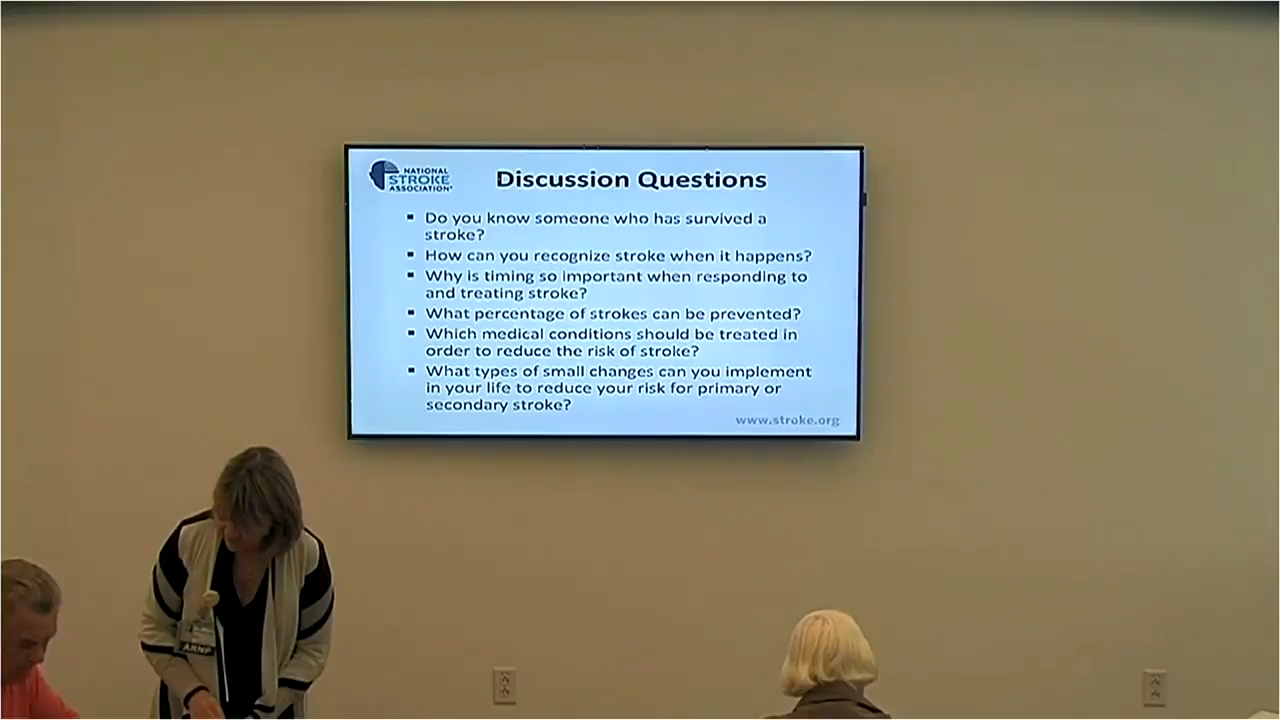 NATIONAL
STROKE
ASSOCIATION
Discussion Questions
Do you know someone who has survived a
stroke?
How can you recognize stroke when it happens?
Why is timing so important when responding to
and treating stroke?
What percentage of strokes can be prevented?
Which medical conditions should be treated in
order to reduce the risk of stroke?
What types of small changes can you implement
in your life to reduce your risk for primary or
secondary stroke?
www.stroke.org
ARNP